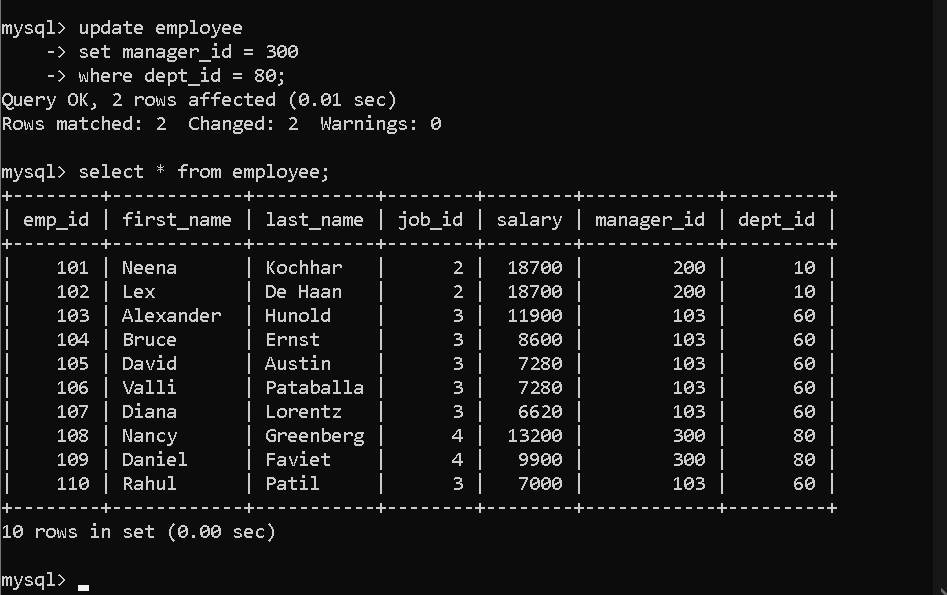 mysql> update employee
    -> set manager_id = 300
    -> where dept_id = 80;
Query OK, 2 rows affected (0.01 sec)
Rows matched: 2  Changed: 2  Warnings: 0

mysql> select * from employee;
+--------+------------+-----------+--------+--------+------------+---------+
| emp_id | first_name | last_name | job_id | salary | manager_id | dept_id |
+--------+------------+-----------+--------+--------+------------+---------+
|    101 | Neena      | Kochhar   |      2 |  18700 |        200 |      10 |
|    102 | Lex        | De Haan   |      2 |  18700 |        200 |      10 |
|    103 | Alexander  | Hunold    |      3 |  11900 |        103 |      60 |
|    104 | Bruce      | Ernst     |      3 |   8600 |        103 |      60 |
|    105 | David      | Austin    |      3 |   7280 |        103 |      60 |
|    106 | Valli      | Pataballa |      3 |   7280 |        103 |      60 |
|    107 | Diana      | Lorentz   |      3 |   6620 |        103 |      60 |
|    108 | Nancy      | Greenberg |      4 |  13200 |        300 |      80 |
|    109 | Daniel     | Faviet    |      4 |   9900 |        300 |      80 |
|    110 | Rahul      | Patil     |      3 |   7000 |        103 |      60 |
+--------+------------+-----------+--------+--------+------------+---------+
10 rows in set (0.00 sec)

mysql>